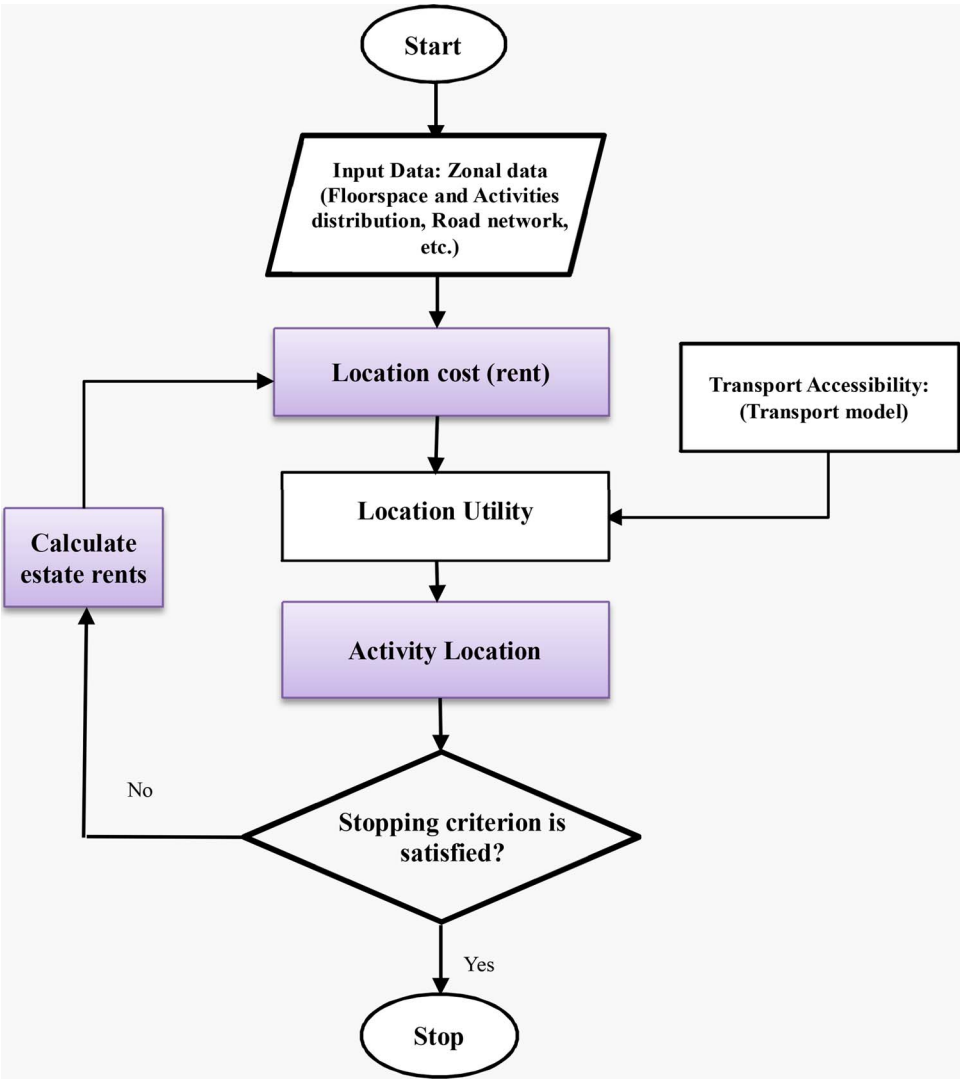 Start
Input Data: Zonal data
(Floorspace and Activities
distribution, Road network,
etc.)
Location cost (rent)
Transport Accessibility:
(Transport model)
Location Utility
Calculate
estate rents
Activity Location
No
Stopping criterion is
satisfied?
Yes
Stop